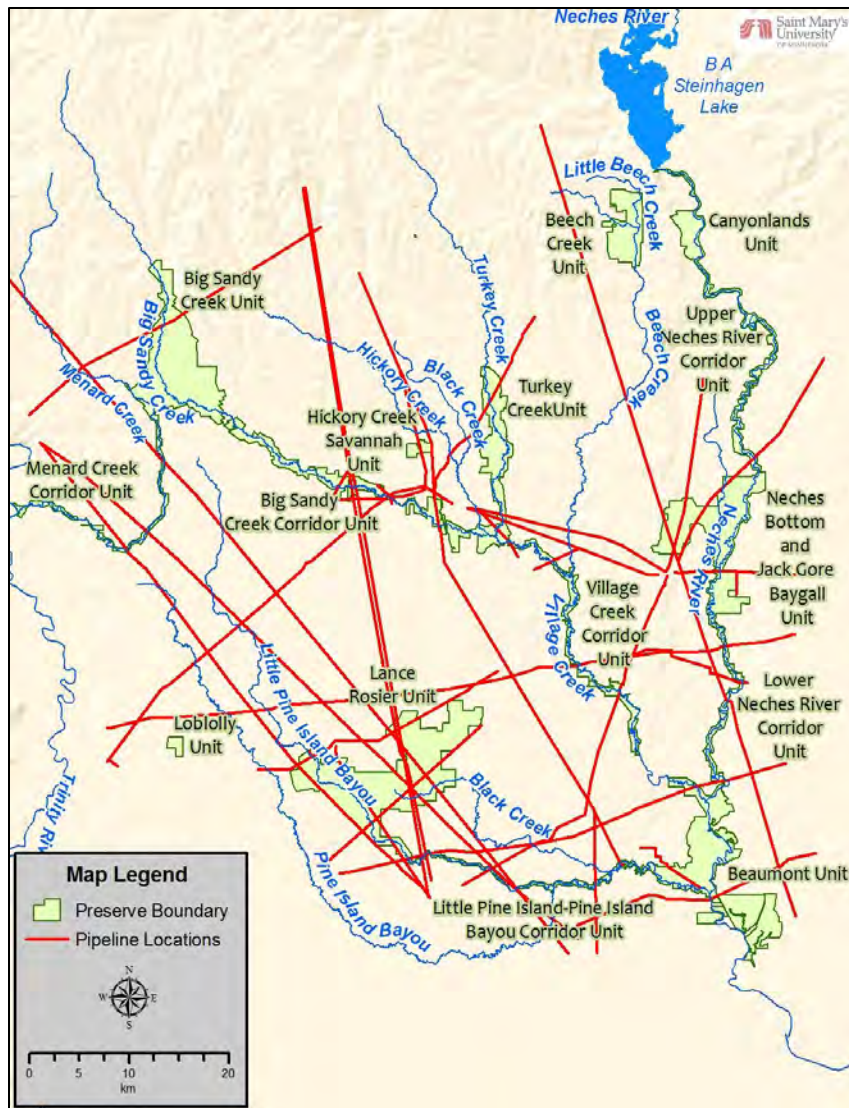 Neches River
Saint Mary's
University
B A
Steinhagen
Lake
Little Beech Creek
Beech
Creek
Unit
Canyonlands
Unit
Turkey Creek
Big Sandy
Creek Unit
Big Sandy Creek
Beech Creek
Upper
Neches River
Corridor
Unit
Menard Creek
Hickory Creek
Black Creek
Turkey
CreekUnit
Hickory Creek
Savannah
Unit
Menard Creek
Corridor Unit
Big Sandy
Creek Corridor Unit
Neches River
Neches
Bottom
and
Jack Gore
Baygall
Unit
Village
Creek
Corridor
Unit
Village Creek
Little Pine Island Bayou
Lance
Rosier Unit
Lower
Neches River
Corridor
Unit
Loblolly
Unit
Trinity Riv
Black Creek
Pine Island Bayou
Beaumont Unit
Little Pine Island-Pine Island
Bayou Corridor Unit
Map Legend
Preserve Boundary
Pipeline Locations
N
W E
S
0 5 10 20
km